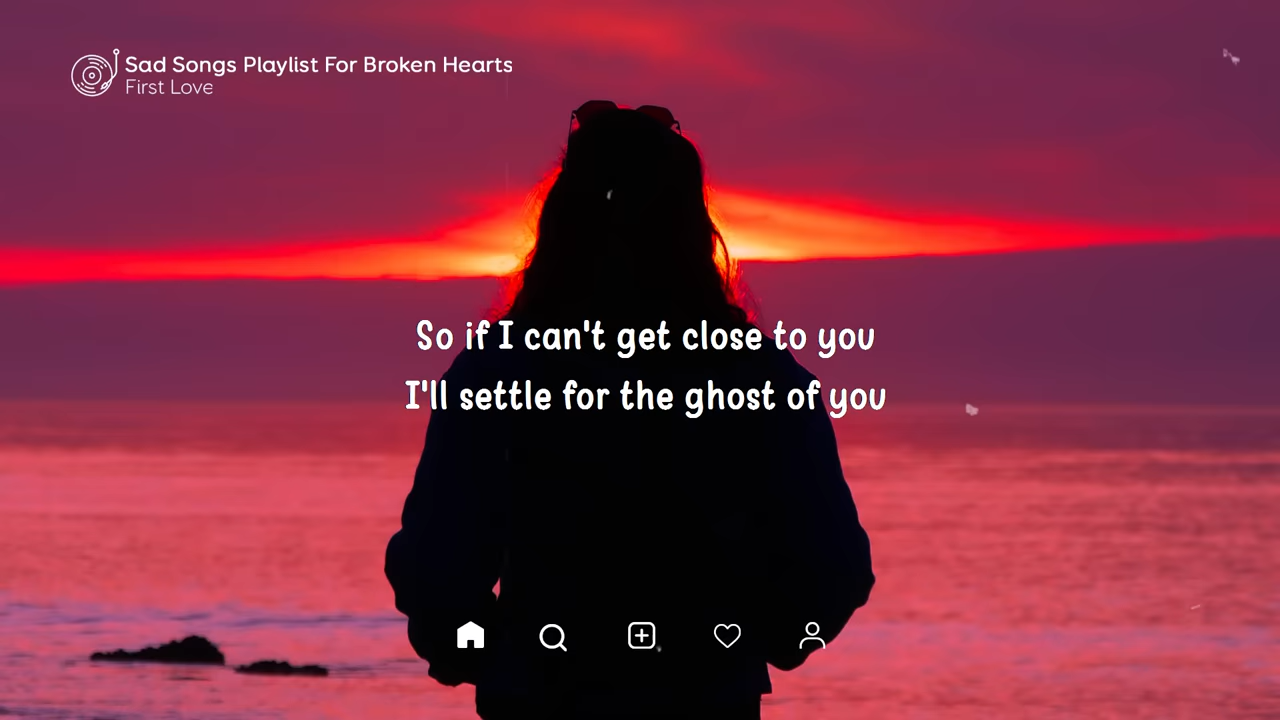 Sad Songs Playlist For Broken Hearts
First Love
So if I can't get close to you
I'll settle for the ghost of you